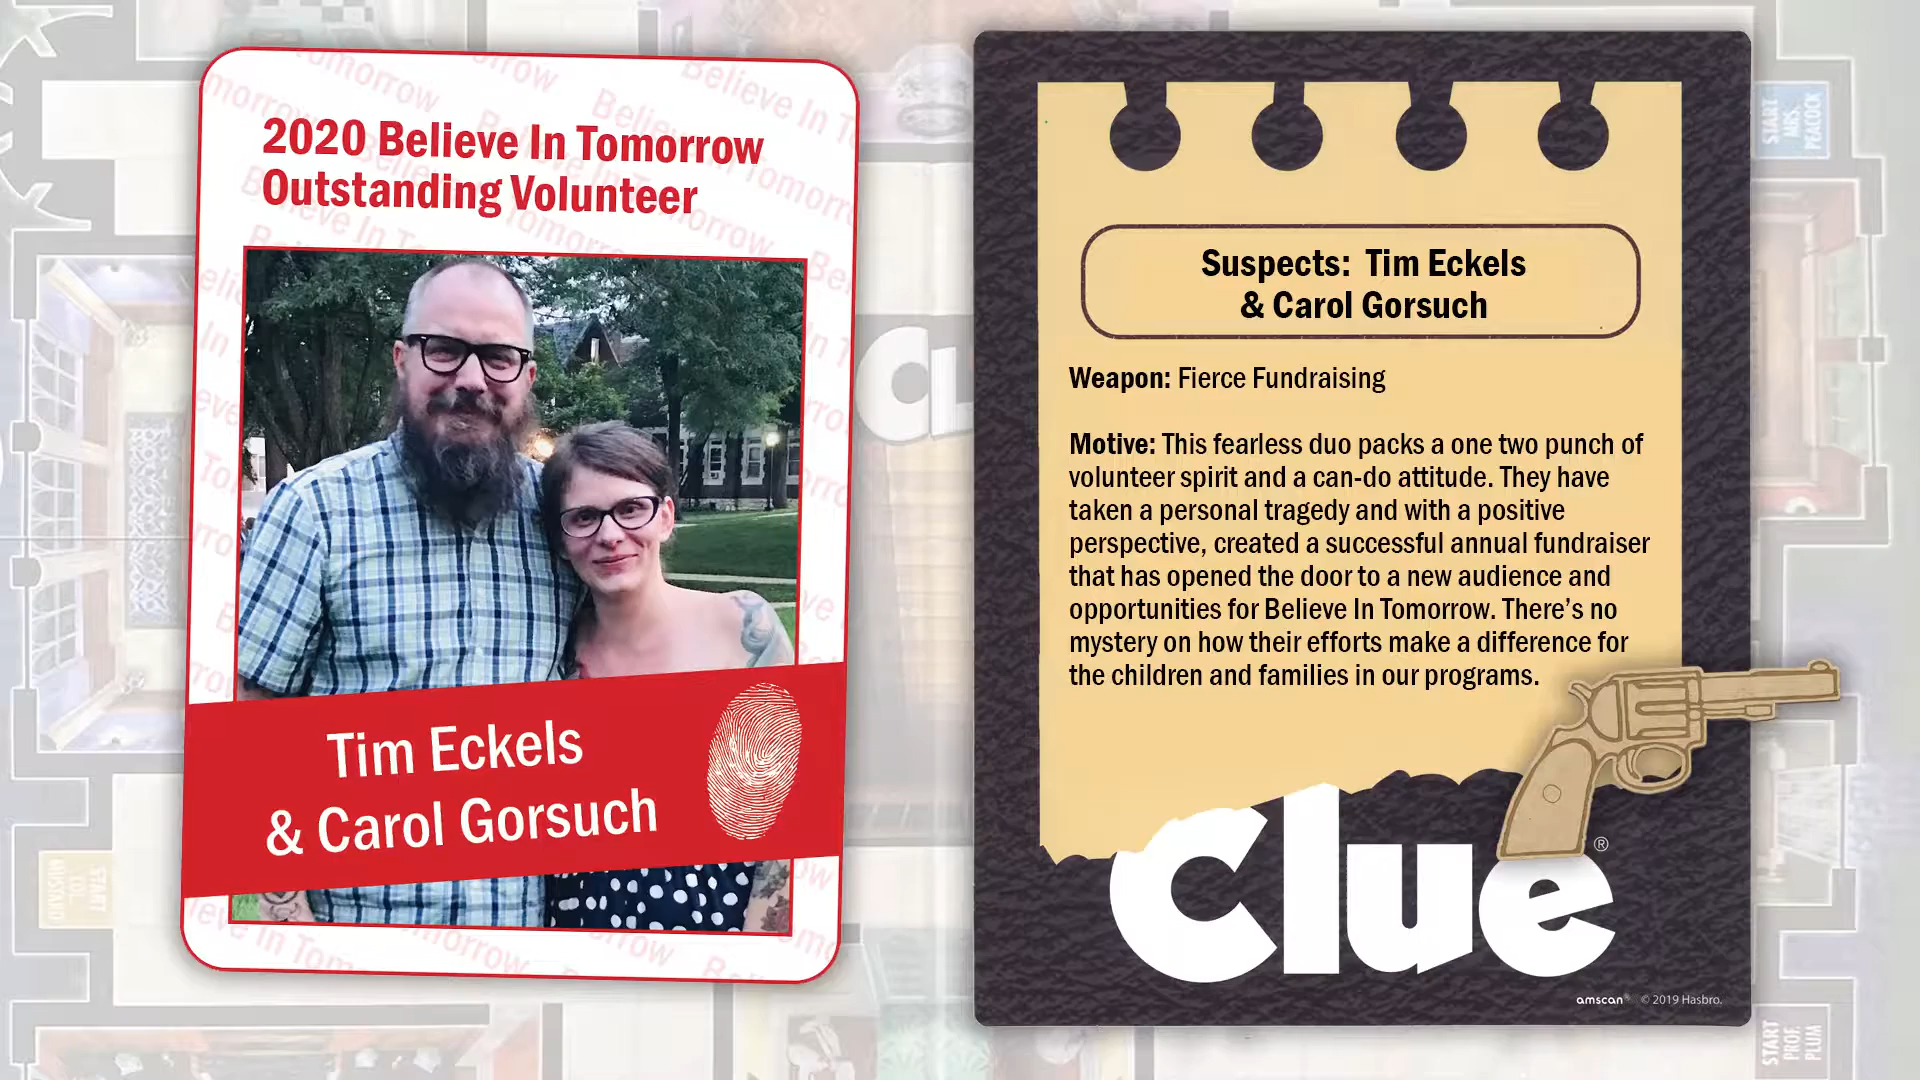 2020 Believe In Tomorrow
Outstanding Volunteer
Tim Eckels
& Carol Gorsuch
Suspects: Tim Eckels
& Carol Gorsuch
Weapon: Fierce Fundraising
Motive: This fearless duo packs a one two punch of
volunteer spirit and a can-do attitude. They have
taken a personal tragedy and with a positive
perspective, created a successful annual fundraiser
that has opened the door to a new audience and
opportunities for Believe In Tomorrow. There’s no
mystery on how their efforts make a difference for
the children and families in our programs.
Clue®
amscan® © 2019 Hasbro.
CL
START
MRS.
PEACOCK
START
COL.
MUSTARD
START
PROF.
PLUM